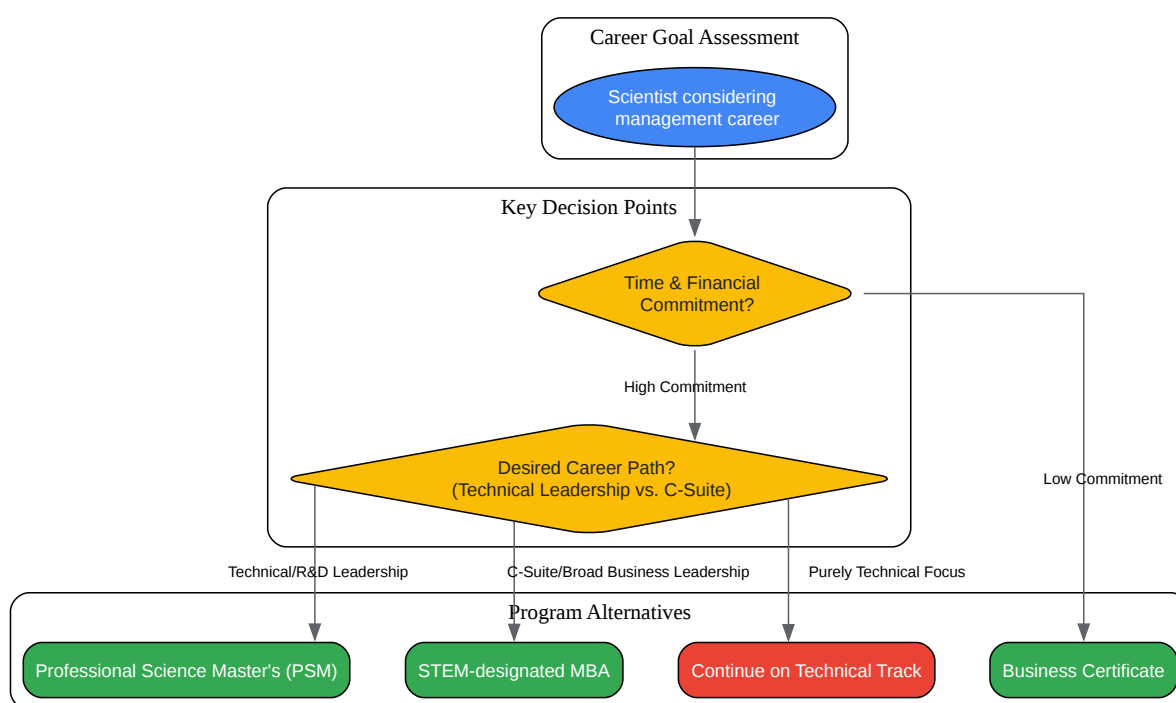 Career Goal Assessment
Scientist considering
management career
Key Decision Points
Time & Financial
Commitment?
High Commitment
Desired Career Path?
(Technical Leadership vs. C-Suite)
Low Commitment
Technical/R&D Leadership
C-Suite/Broad Business Leadership
Purely Technical Focus
Program Alternatives
Professional Science Master's (PSM)
STEM-designated MBA
Continue on Technical Track
Business Certificate